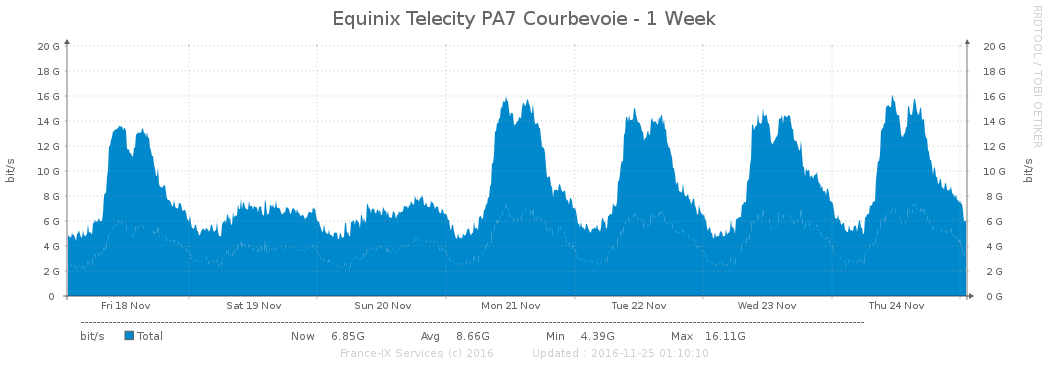 Equinix Telecity PA7 Courbevoie - 1 Week
RRDTOOL / TOBI OETIKER
20 G 20 G
18 G 18 G
16 G 16 G
14 G 14 G
12 G 12 G
10 G 10 G
8 G 8 G
6 G 6 G
4 G 4 G
2 G 2 G
0 0 G
bit/s
bit/s
Fri 18 Nov Sat 19 Nov Sun 20 Nov Mon 21 Nov Tue 22 Nov Wed 23 Nov Thu 24 Nov
bit/s Total Now 6.85G Avg 8.66G Min 4.39G Max 16.11G
France-IX Services (c) 2016 Updated : 2016-11-25 01:10:10